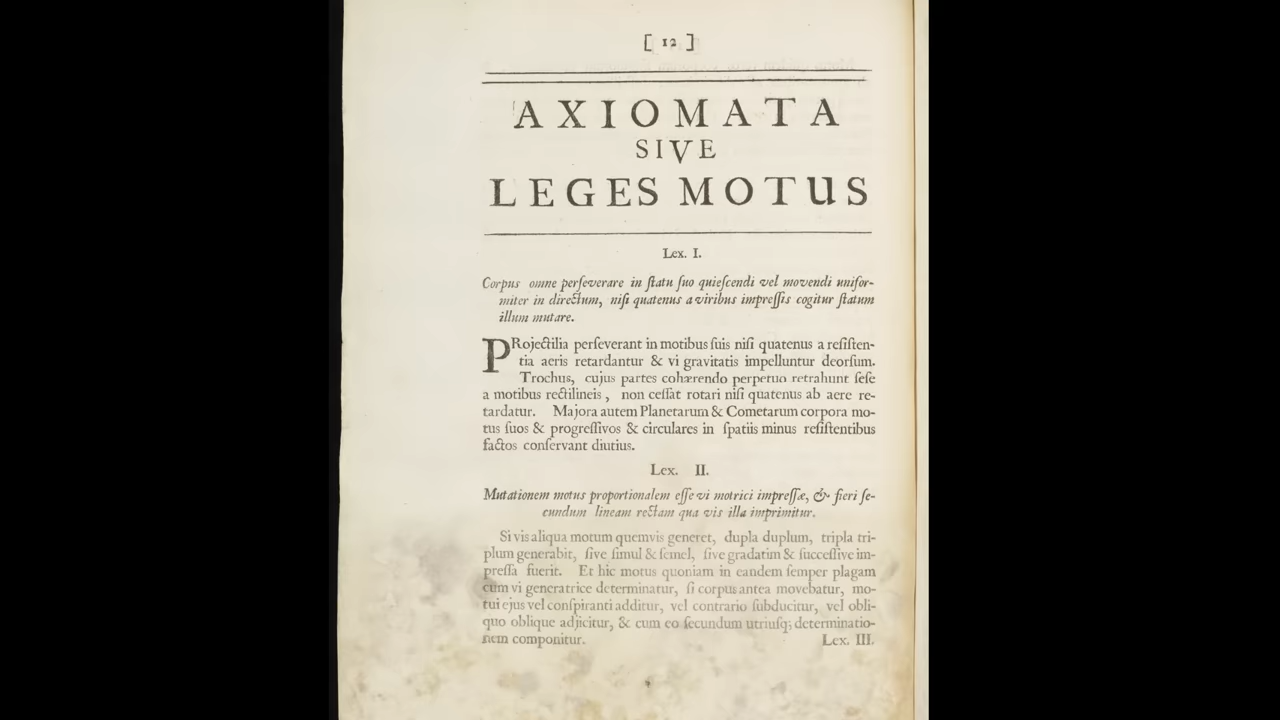 [ 12 ]
AXIOMATA
SIVE
LEGES MOTUS
Lex. I.
Corpus omne perſeverare in ſtatu ſuo quieſcendi vel movendi unifor-
miter in directum, niſi quatenus a viribus impreſſis cogitur ſtatum
illum mutare.
PRojectilia perſeverant in motibus ſuis niſi quatenus a reſiſten-
tia aeris retardantur & vi gravitatis impelluntur deorſum.
Trochus, cujus partes cohærendo perpetuo retrahunt ſeſe
a motibus rectilineis, non ceſſat rotari niſi quatenus ab aere re-
tardatur. Majora autem Planetarum & Cometarum corpora mo-
tus ſuos & progreſſivos & circulares in ſpatiis minus reſiſtentibus
factos conſervant diutius.
Lex. II.
Mutationem motus proportionalem eſſe vi motrici impreſſæ, & fieri ſe-
cundum lineam rectam qua vis illa imprimitur.
Si vis aliqua motum quemvis generet, dupla duplum, tripla tri-
plum generabit, ſive ſimul & ſemel, ſive gradatim & ſucceſſive im-
preſſa fuerit. Et hic motus quoniam in eandem ſemper plagam
cum vi generatrice determinatur, ſi corpus antea movebatur, mo-
tui ejus vel conſpiranti additur, vel contrario ſubducitur, vel obli-
quo oblique adjicitur, & cum eo ſecundum utriuſq; determinatio-
nem componitur. Lex. III.